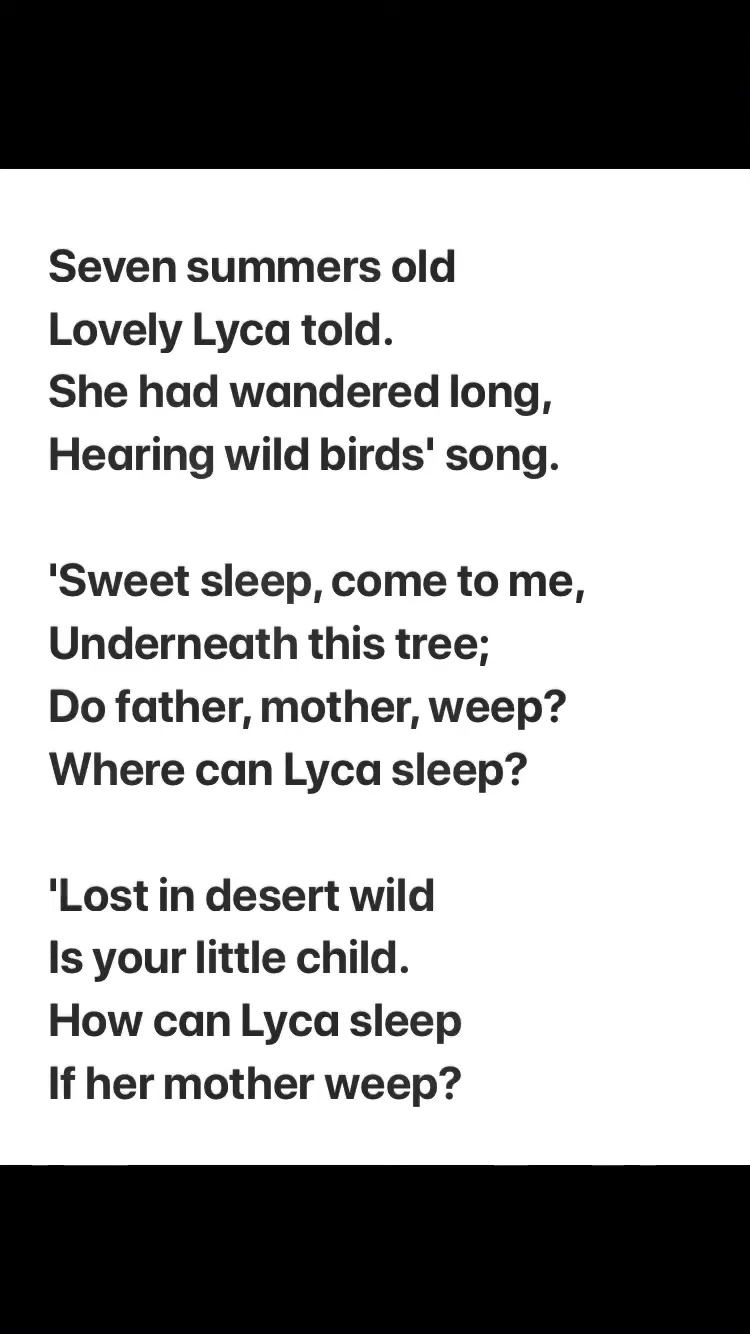 Seven summers old
Lovely Lyca told.
She had wandered long,
Hearing wild birds' song.

'Sweet sleep, come to me,
Underneath this tree;
Do father, mother, weep?
Where can Lyca sleep?

'Lost in desert wild
Is your little child.
How can Lyca sleep
If her mother weep?